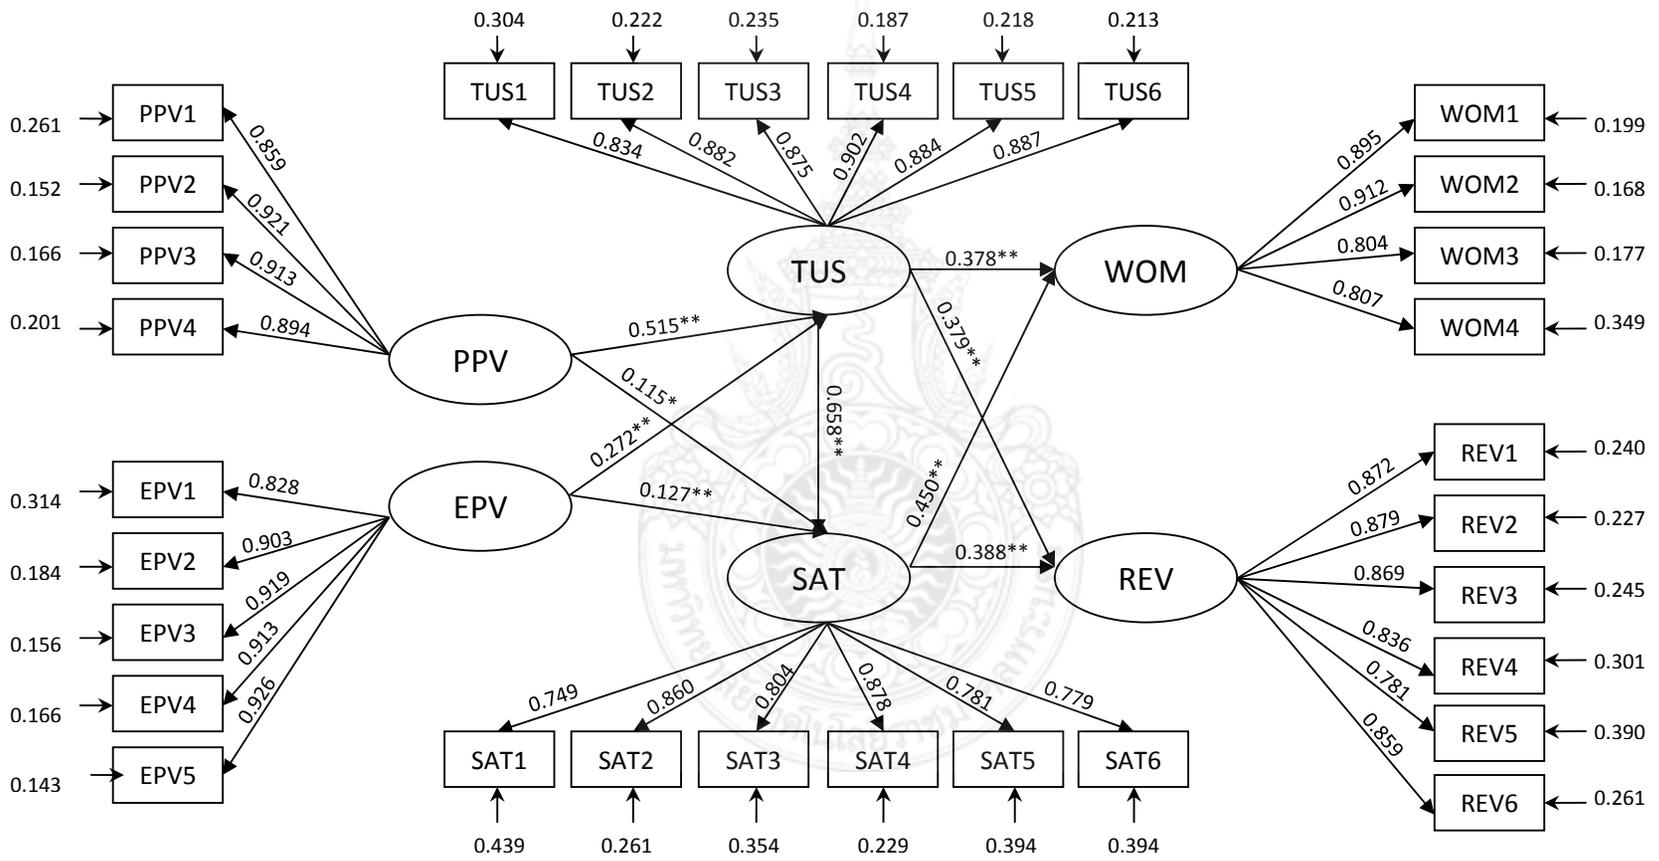 0.304 0.222 0.235 0.187 0.218 0.213
TUS1 TUS2 TUS3 TUS4 TUS5 TUS6
0.834 0.882 0.875 0.902 0.884 0.887
0.261 PPV1 0.859
0.152 PPV2 0.921
0.166 PPV3 0.913
0.201 PPV4 0.894
PPV
TUS
WOM
0.895 WOM1 0.199
0.912 WOM2 0.168
0.804 WOM3 0.177
0.807 WOM4 0.349
0.378**
0.379**
0.515**
0.115*
0.658**
0.272**
0.127**
0.450**
0.388**
EPV
SAT
REV
0.314 EPV1 0.828
0.184 EPV2 0.903
0.156 EPV3 0.919
0.166 EPV4 0.913
0.143 EPV5 0.926
0.872 REV1 0.240
0.879 REV2 0.227
0.869 REV3 0.245
0.836 REV4 0.301
0.781 REV5 0.390
0.859 REV6 0.261
0.749 0.860 0.804 0.878 0.781 0.779
SAT1 SAT2 SAT3 SAT4 SAT5 SAT6
0.439 0.261 0.354 0.229 0.394 0.394